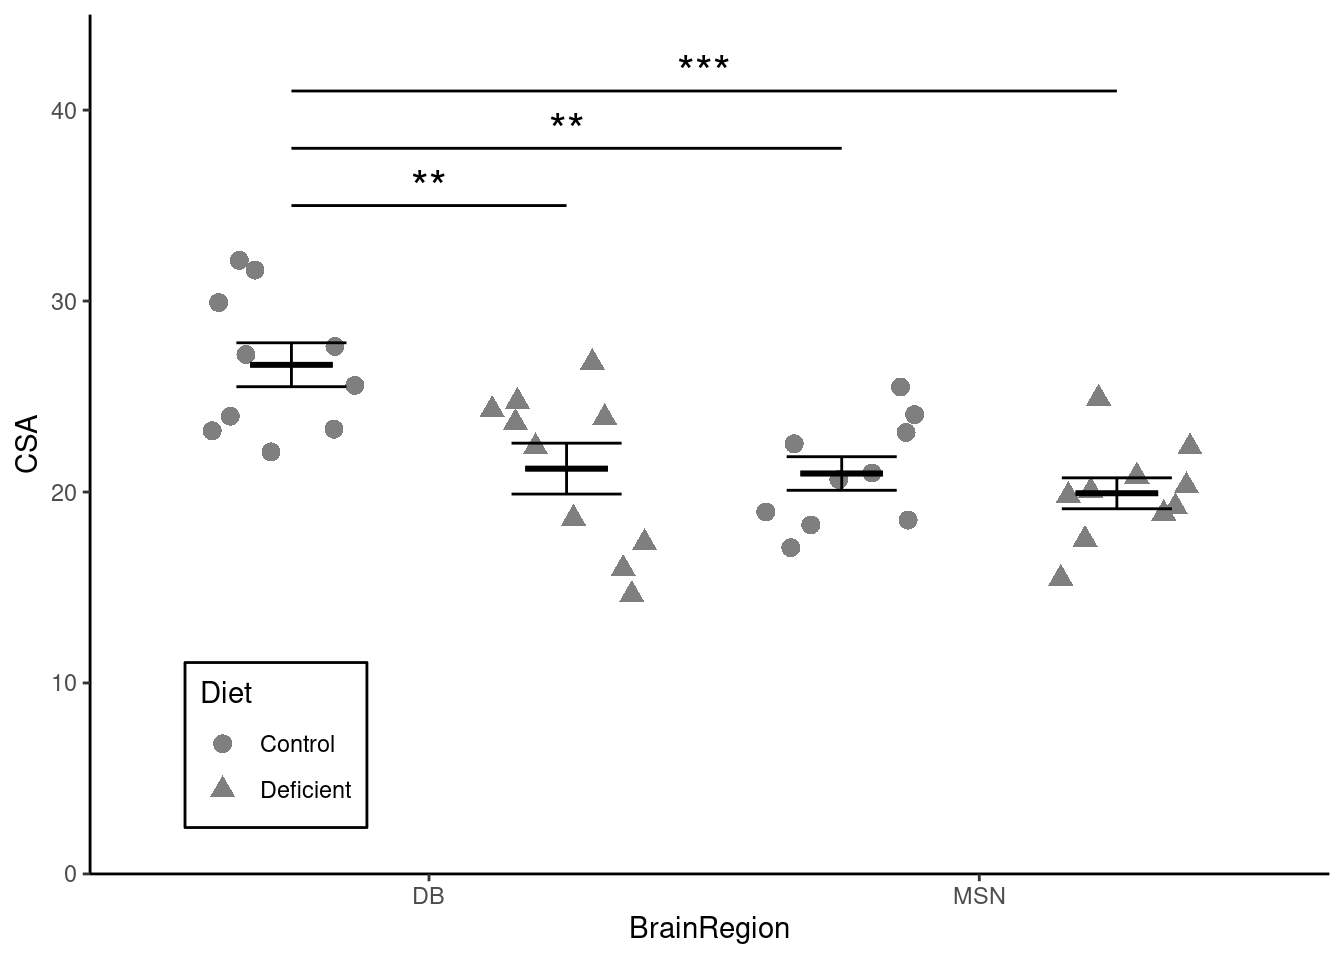 ***
**
**
40
30
20
10
0
CSA
Diet
Control
Deficient
DB
MSN
BrainRegion